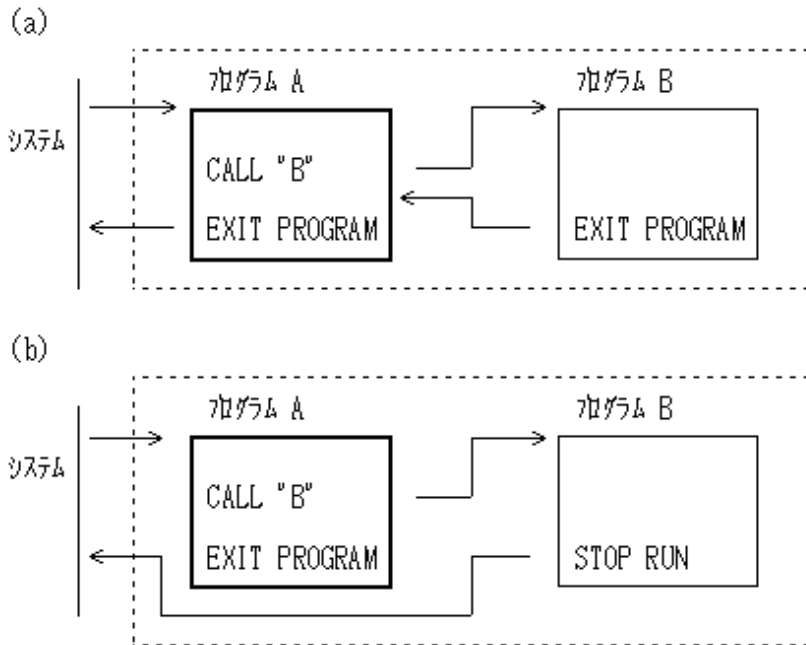 (a)
ﾌﾟﾛｸﾞﾗﾑ A
ﾌﾟﾛｸﾞﾗﾑ B
ｼｽﾃﾑ
CALL "B"
EXIT PROGRAM
EXIT PROGRAM
(b)
ﾌﾟﾛｸﾞﾗﾑ A
ﾌﾟﾛｸﾞﾗﾑ B
ｼｽﾃﾑ
CALL "B"
EXIT PROGRAM
STOP RUN